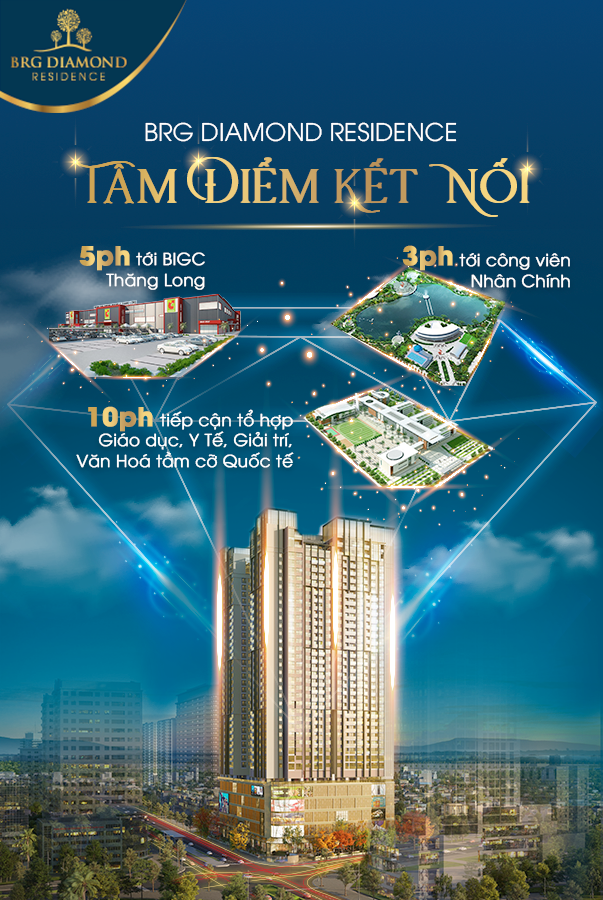 BRG DIAMOND
RESIDENCE
BRG DIAMOND RESIDENCE
TÂM ĐIỂM KẾT NỐI
5ph tới BIGC
Thăng Long
3ph tới công viên
Nhân Chính
10ph tiếp cận tổ hợp
Giáo dục, Y Tế, Giải trí,
Văn Hoá tầm cỡ Quốc tế